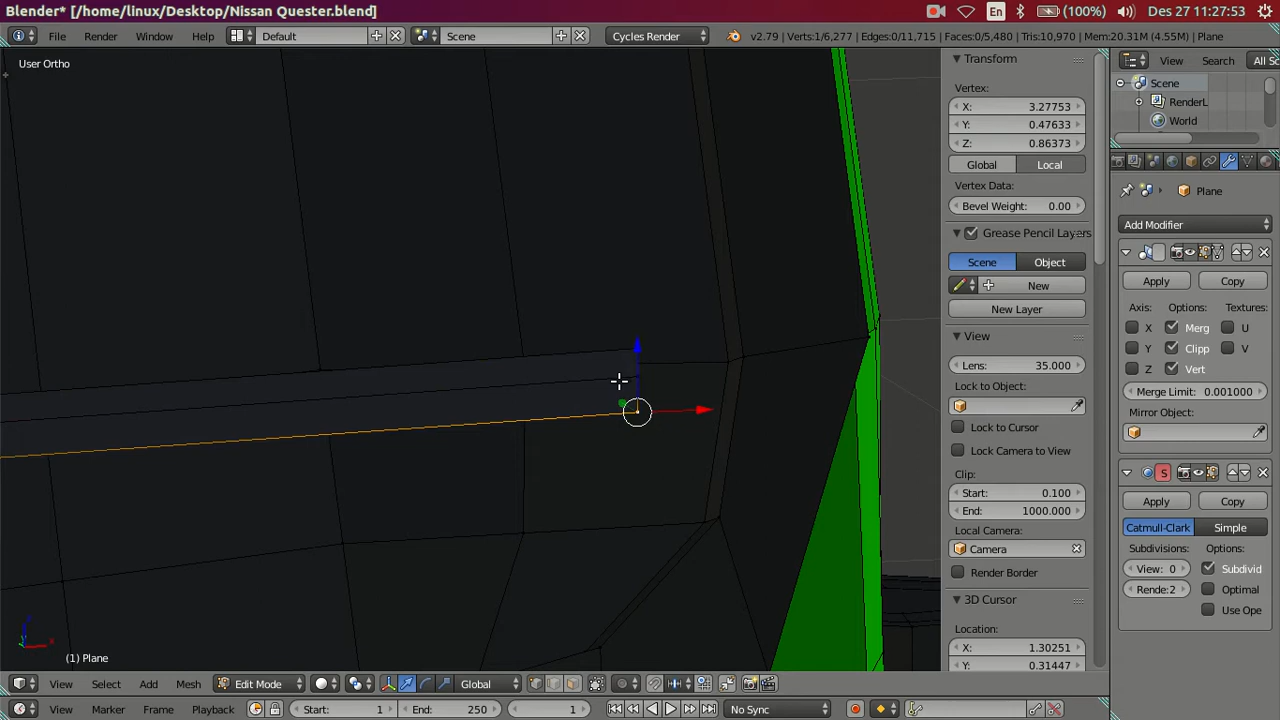 Blender* [/home/linux/Desktop/Nissan Quester.blend]
En (100%) Des 27 11:27:53
File Render Window Help Default Scene Cycles Render v2.79 | Verts:1/6,277 | Edges:0/11,715 | Faces:0/5,480 | Tris:10,970 | Mem:20.31M (4.55M) | Plane
User Ortho
(1) Plane
Transform
Vertex:
X: 3.27753
Y: 0.47633
Z: 0.86373
Global Local
Vertex Data:
Bevel Weight: 0.00
Grease Pencil Layers
Scene Object
New
New Layer
View
Lens: 35.000
Lock to Object:
Lock to Cursor
Lock Camera to View
Clip:
Start: 0.100
End: 1000.000
Local Camera:
Camera
Render Border
3D Cursor
Location:
X: 1.30251
Y: 0.31447
View Search All Sc
Scene
RenderL
World
Plane
Add Modifier
Apply Copy
Axis: Options: Textures:
X Merg U
Y Clipp V
Z Vert
Merge Limit: 0.001000
Mirror Object:
S
Apply Copy
Catmull-Clark Simple
Subdivisions: Options:
View: 0 Subdivid
Rende: 2 Optimal
Use Ope
View Select Add Mesh Edit Mode Global
View Marker Frame Playback Start: 1 End: 250 1 No Sync